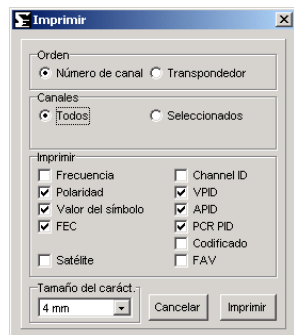 Imprimir
Orden
Número de canal Transpondedor
Canales
Todos Seleccionados
Imprimir
Frecuencia Channel ID
Polaridad VPID
Valor del símbolo APID
FEC PCR PID
Codificado
Satélite FAV
Tamaño del caráct.
4 mm Cancelar Imprimir